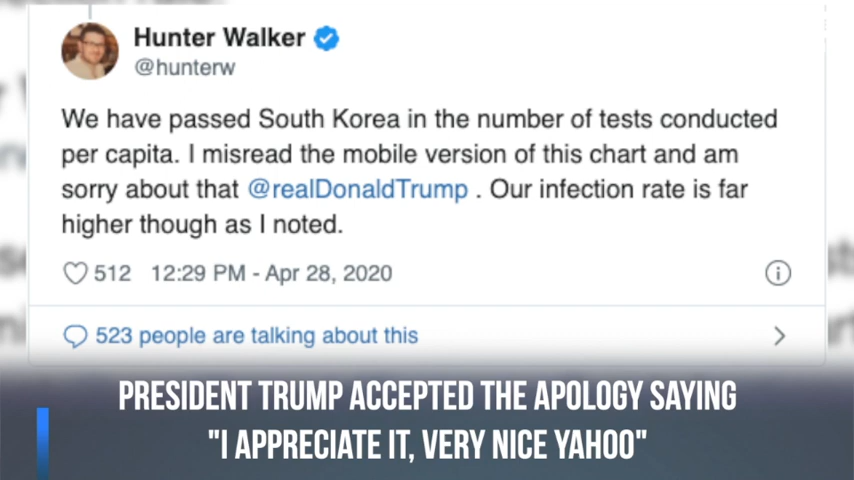 Hunter Walker
@hunterw
We have passed South Korea in the number of tests conducted
per capita. I misread the mobile version of this chart and am
sorry about that @realDonaldTrump . Our infection rate is far
higher though as I noted.
512 12:29 PM - Apr 28, 2020
523 people are talking about this
PRESIDENT TRUMP ACCEPTED THE APOLOGY SAYING
"I APPRECIATE IT, VERY NICE YAHOO"